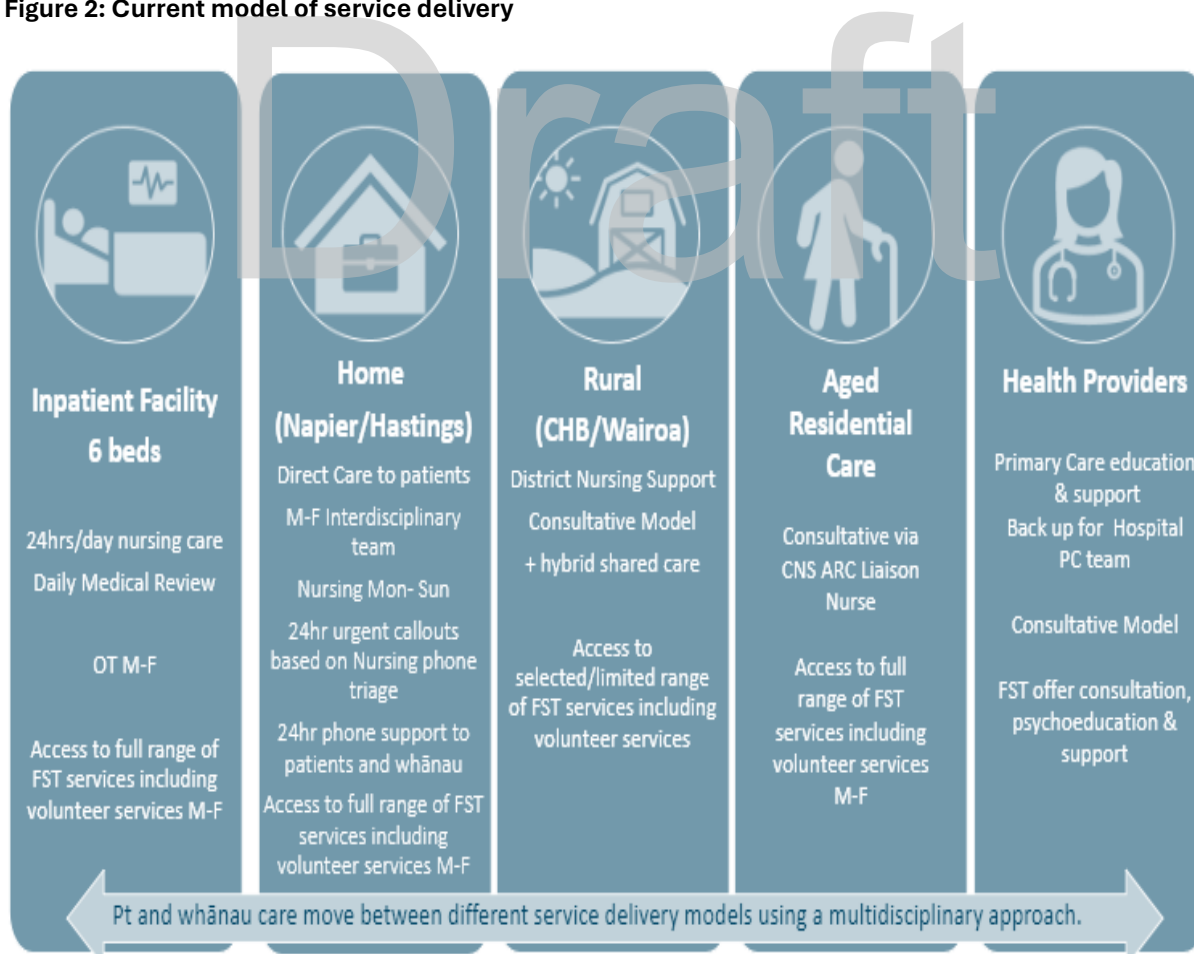 Figure 2: Current model of service delivery
Draft
Inpatient Facility
6 beds
24hrs/day nursing care
Daily Medical Review
OT M-F
Access to full range of
FST services including
volunteer services M-F
Home
(Napier/Hastings)
Direct Care to patients
M-F Interdisciplinary
team
Nursing Mon- Sun
24hr urgent callouts
based on Nursing phone
triage
24hr phone support to
patients and whānau
Access to full range of FST
services including
volunteer services M-F
Rural
(CHB/Wairoa)
District Nursing Support
Consultative Model
+ hybrid shared care
Access to
selected/limited range
of FST services including
volunteer services
Aged
Residential
Care
Consultative via
CNS ARC Liaison
Nurse
Access to full
range of FST
services including
volunteer services
M-F
Health Providers
Primary Care education
& support
Back up for Hospital
PC team
Consultative Model
FST offer consultation,
psychoeducation &
support
Pt and whānau care move between different service delivery models using a multidisciplinary approach.